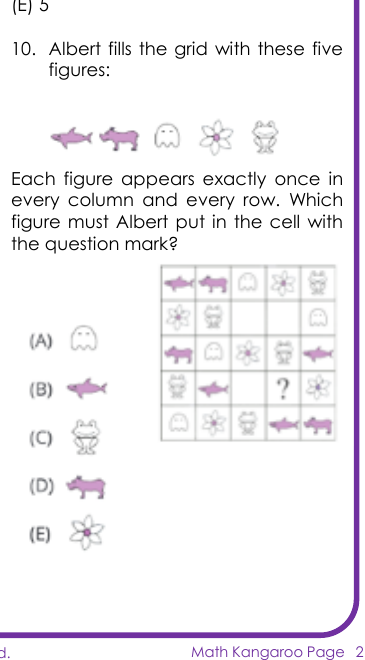 (E) 5
10. Albert fills the grid with these five
figures:
Each figure appears exactly once in
every column and every row. Which
figure must Albert put in the cell with
the question mark?
(A)
(B)
(C)
(D)
(E)
?
d.
Math Kangaroo Page 2